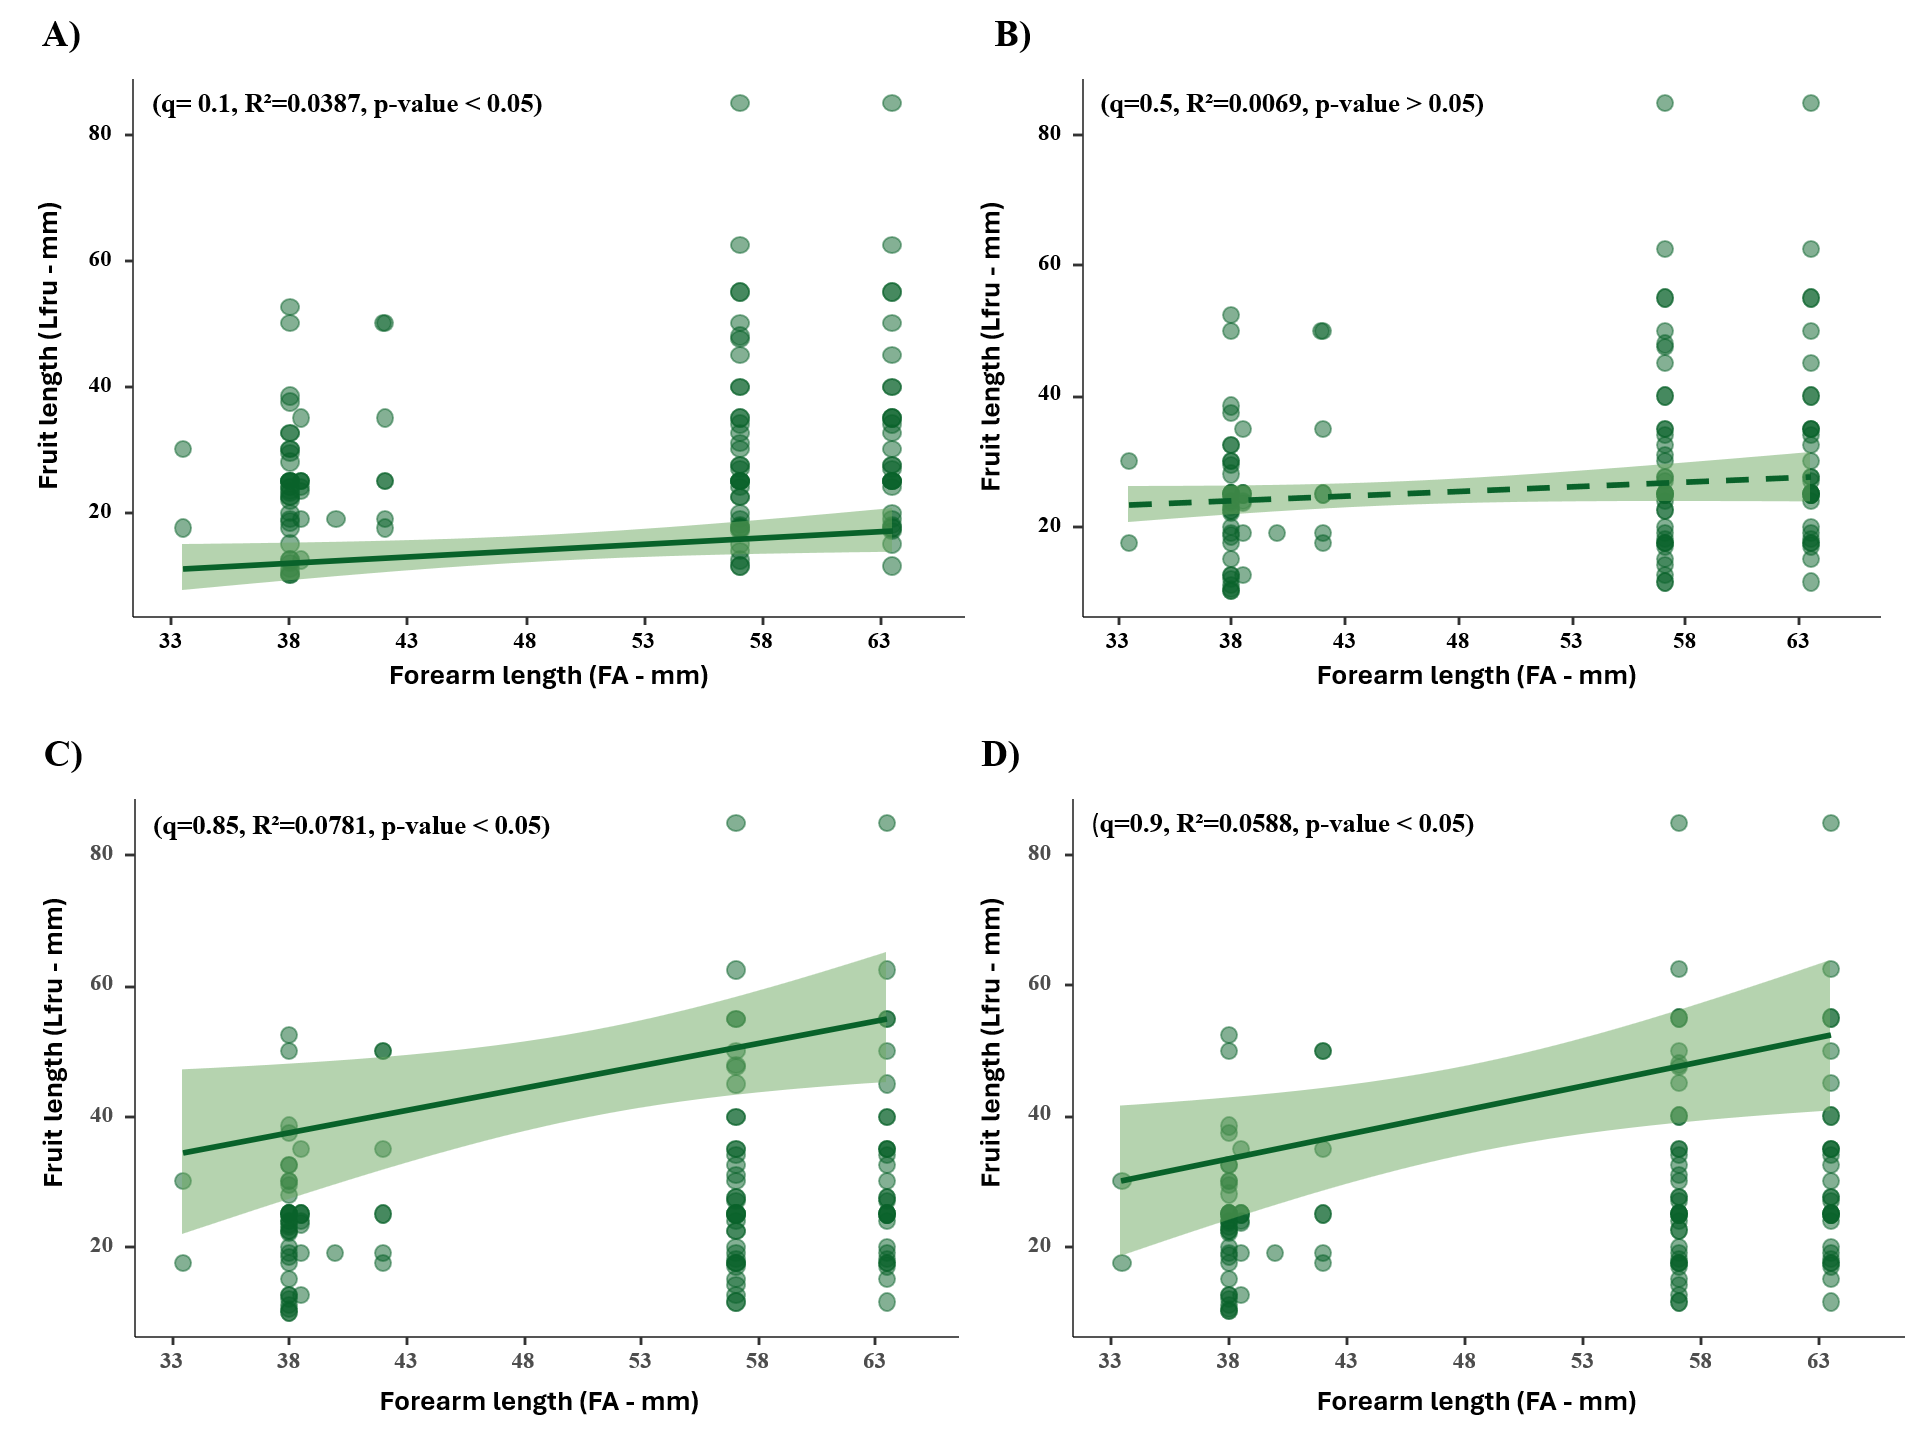 A)
(q= 0.1, R²=0.0387, p-value < 0.05)
80
60
40
20
Fruit length (Lfru - mm)
33 38 43 48 53 58 63
Forearm length (FA - mm)
B)
(q=0.5, R²=0.0069, p-value > 0.05)
80
60
40
20
Fruit length (Lfru - mm)
33 38 43 48 53 58 63
Forearm length (FA - mm)
C)
(q=0.85, R²=0.0781, p-value < 0.05)
80
60
40
20
Fruit length (Lfru - mm)
33 38 43 48 53 58 63
Forearm length (FA - mm)
D)
(q=0.9, R²=0.0588, p-value < 0.05)
80
60
40
20
Fruit length (Lfru - mm)
33 38 43 48 53 58 63
Forearm length (FA - mm)